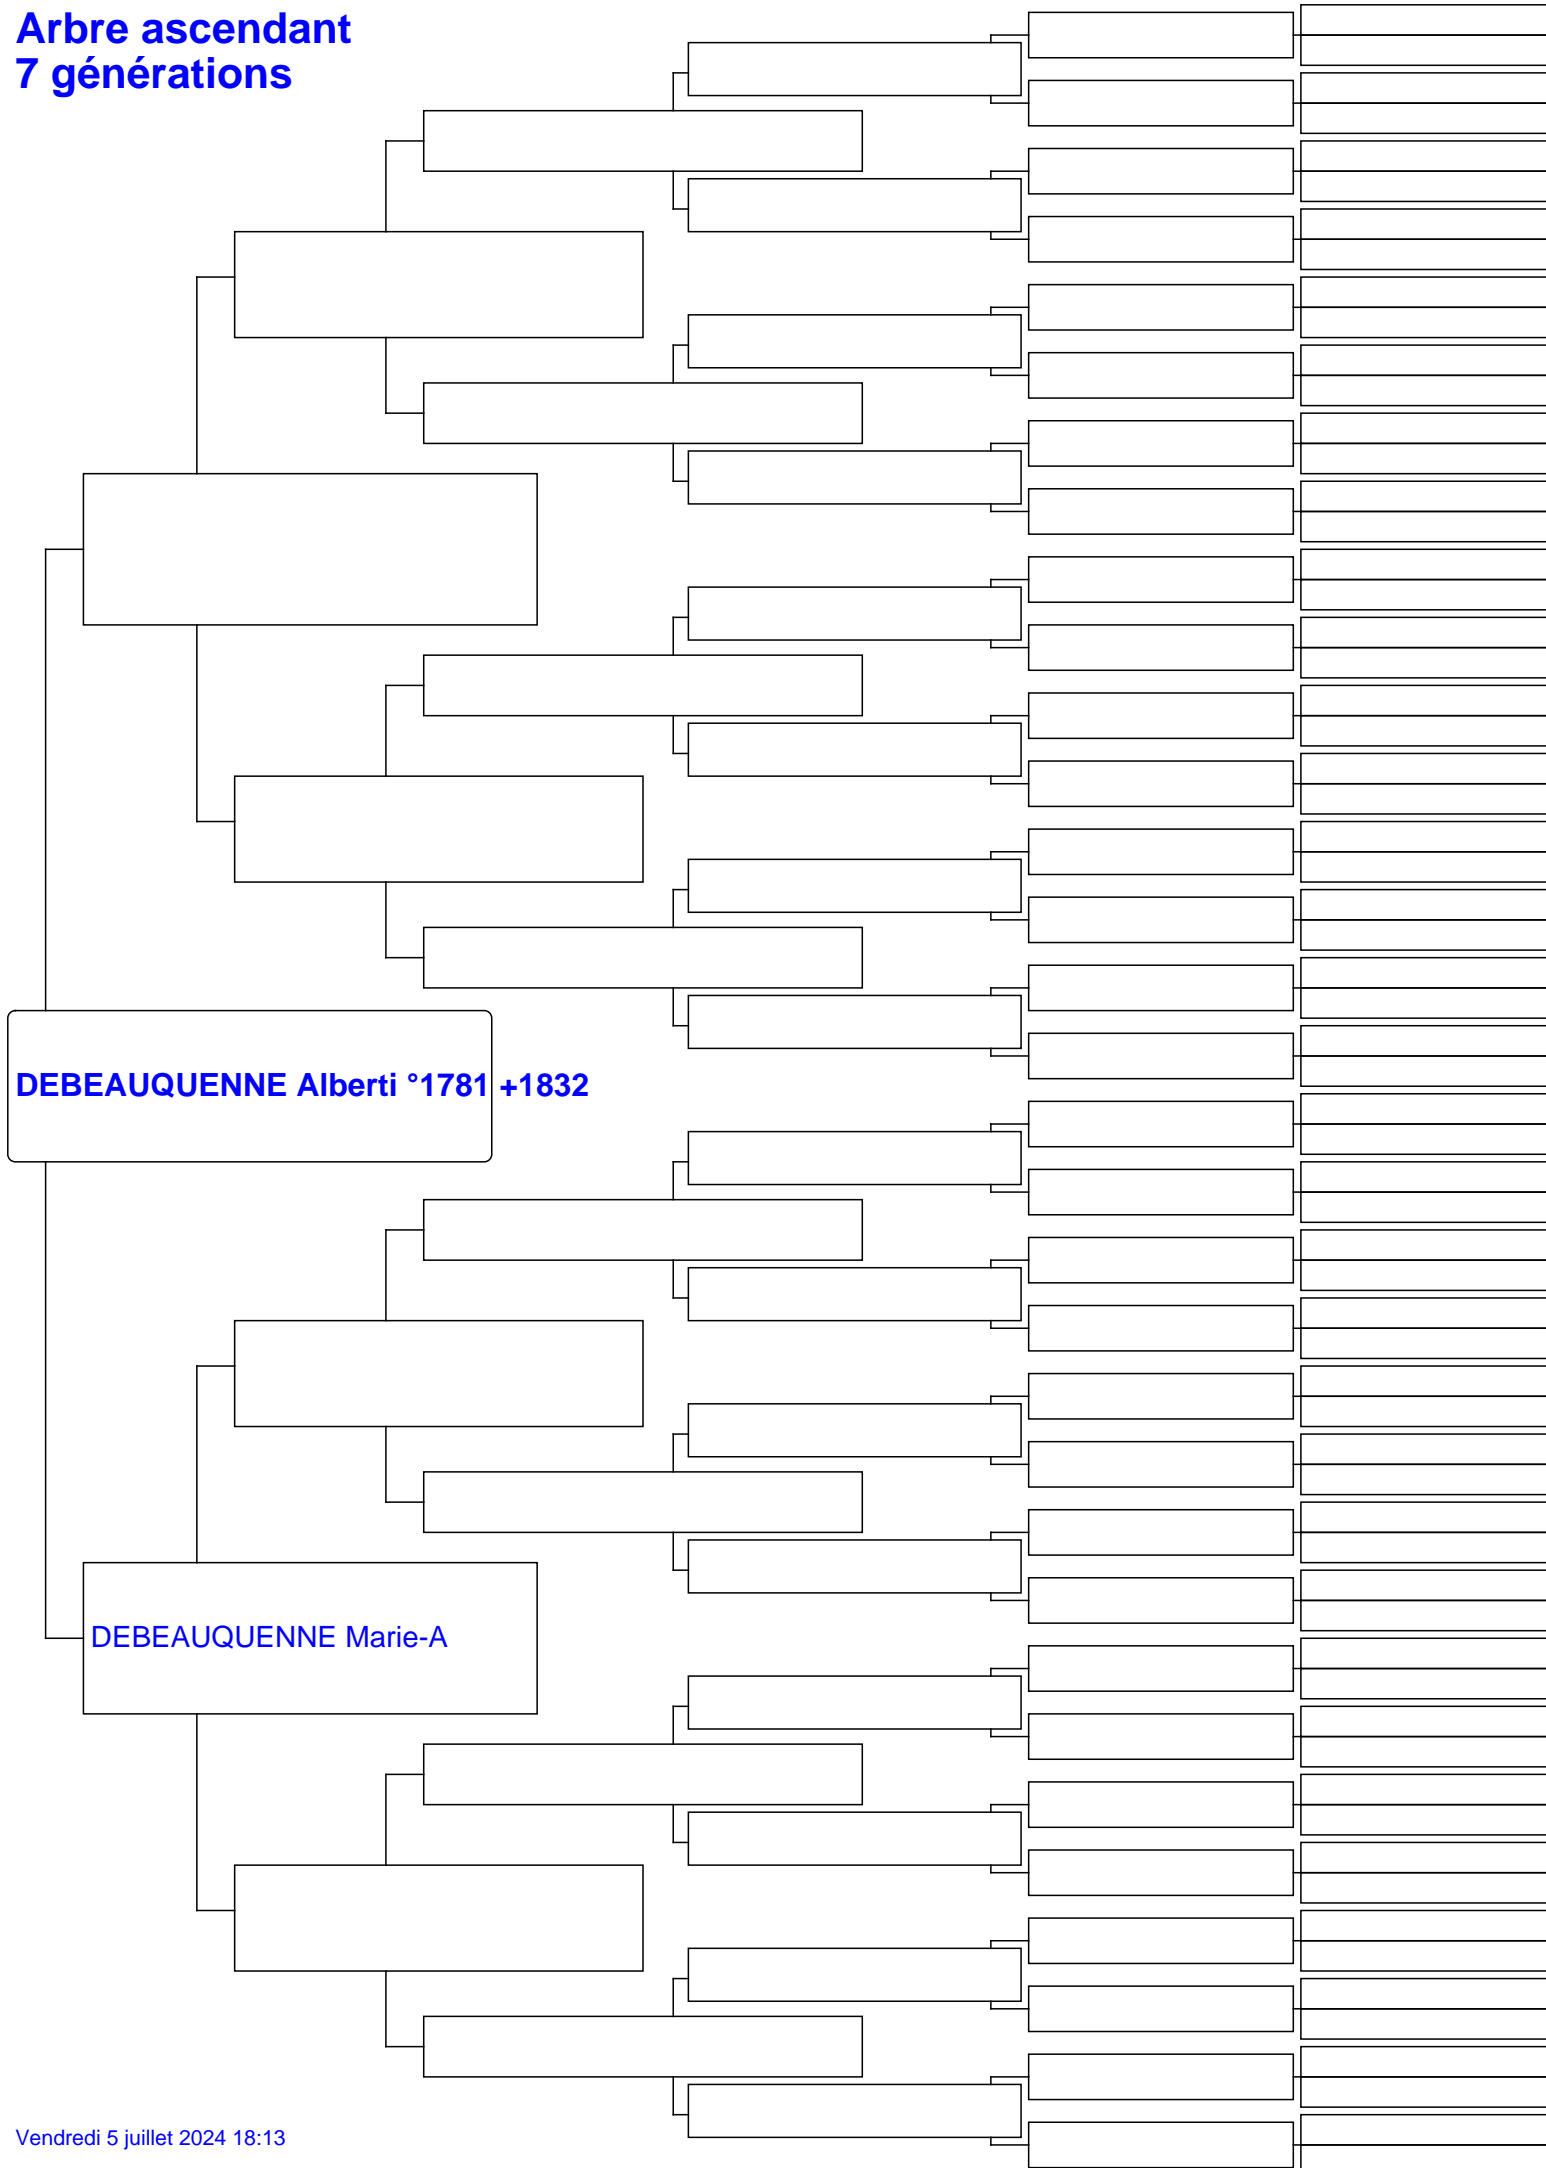 Arbre ascendant
7 générations
DEBEAUQUENNE Alberti °1781 +1832
DEBEAUQUENNE Marie-A
Vendredi 5 juillet 2024 18:13